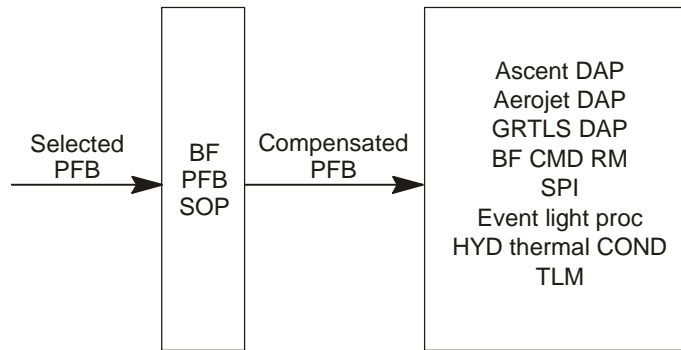 Selected
PFB
BF
PFB
SOP
Compensated
PFB
Ascent DAP
Aerojet DAP
GRTLS DAP
BF CMD RM
SPI
Event light proc
HYD thermal COND
TLM